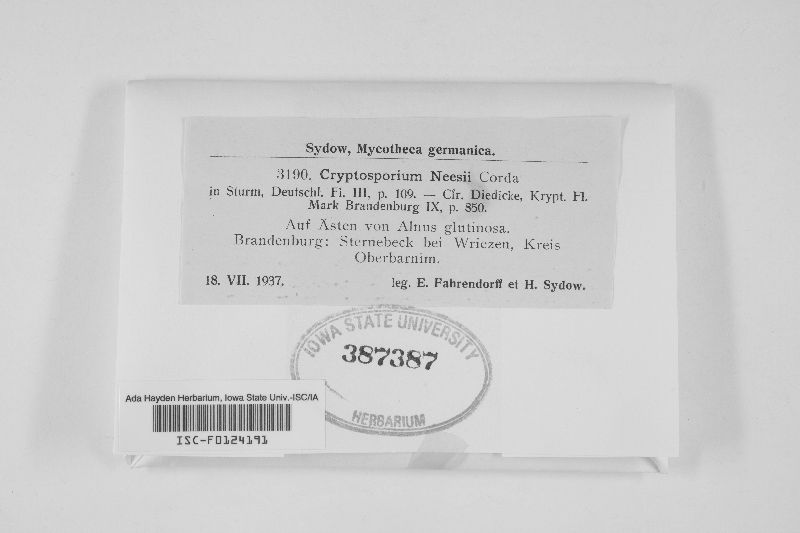 Sydow, Mycotheca germanica.
3190. Cryptosporium Neesii Corda
in Sturm, Deutschl. Fl. III, p. 109. — Cfr. Diedicke, Krypt. Fl.
Mark Brandenburg IX, p. 850.
Auf Ästen von Alnus glutinosa.
Brandenburg: Sternebeck bei Wriezen, Kreis
Oberbarnim.
18. VII. 1937. leg. E. Fahrendorff et H. Sydow.
IOWA STATE UNIVERSITY
387387
HERBARIUM
Ada Hayden Herbarium, Iowa State Univ.-ISC/IA
ISC-F0124191